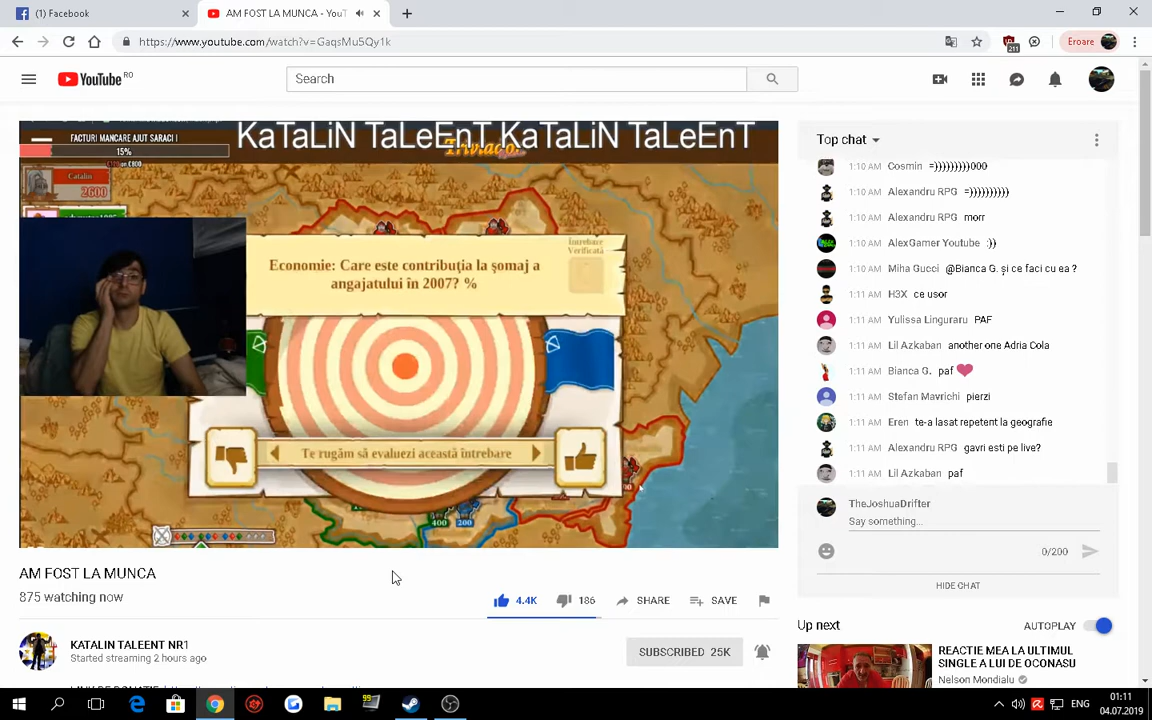 (1) Facebook
AM FOST LA MUNCA - YouT
https://www.youtube.com/watch?v=GaqsMu5Qy1k
211
Eroare
YouTube RO
Search
FACTURI MANCARE AJUT SARACI !
15%
KaTaLiN TaLeEnT KaTaLiN TaLeEnT
Catalin
2600
Întrebare
Verificată
Economie: Care este contribuția la șomaj a
angajatului în 2007? %
Te rugăm să evaluezi această întrebare
400
200
Top chat
1:10 AM Cosmin =)))))))))000
1:10 AM Alexandru RPG =))))))))))
1:10 AM Alexandru RPG morr
1:10 AM AlexGamer Youtube :))
1:10 AM Miha Gucci @Bianca G. și ce faci cu ea ?
1:11 AM H3X ce usor
1:11 AM Yulissa Linguraru PAF
1:11 AM Lil Azkaban another one Adria Cola
1:11 AM Bianca G. paf
1:11 AM Stefan Mavrichi pierzi
1:11 AM Eren te-a lasat repetent la geografie
1:11 AM Alexandru RPG gavri esti pe live?
1:11 AM Lil Azkaban paf
TheJoshuaDrifter
Say something...
0/200
HIDE CHAT
AM FOST LA MUNCA
875 watching now
4.4K
186
SHARE
SAVE
KATALIN TALEENT NR1
Started streaming 2 hours ago
SUBSCRIBED 25K
Up next
AUTOPLAY
REACTIE MEA LA ULTIMUL
SINGLE A LUI DE OCONASU
Nelson Mondialu
99
ENG
01:11
04.07.2019